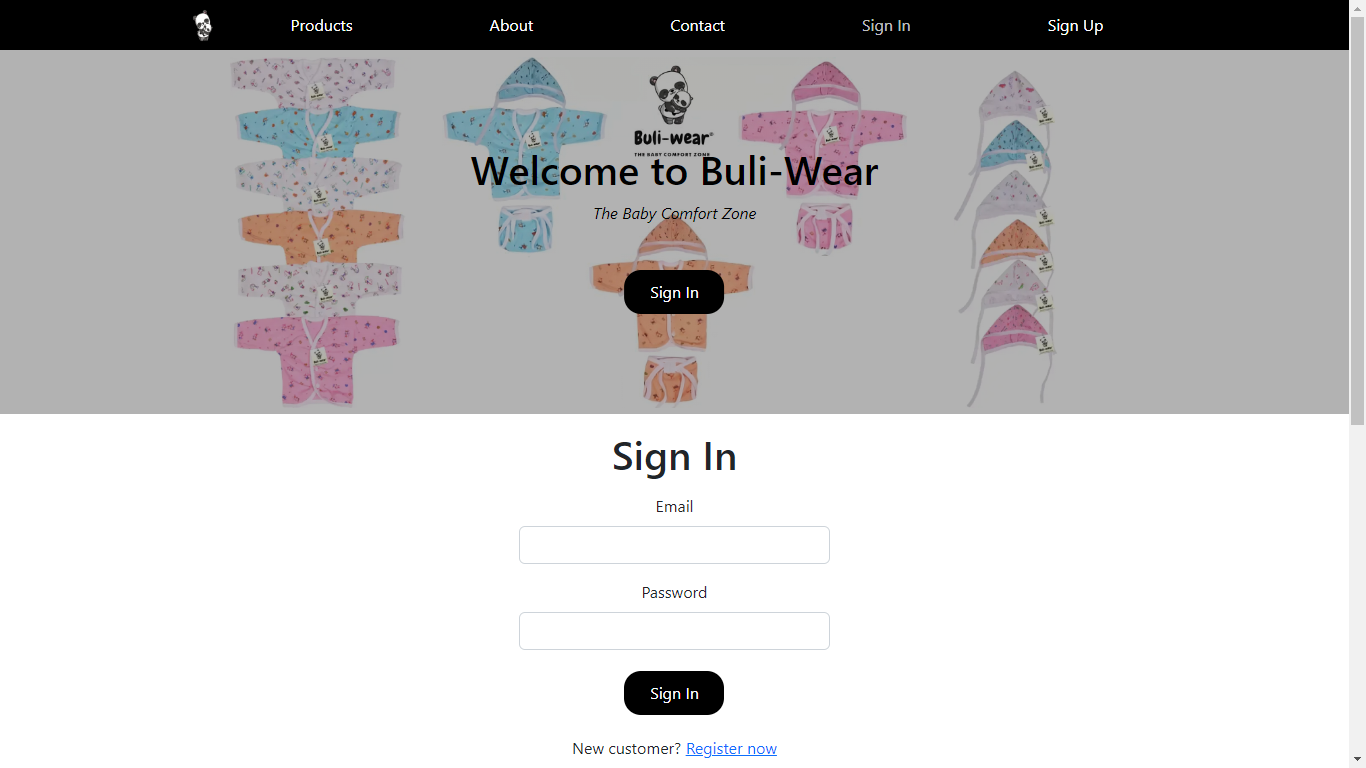 Products About Contact Sign In Sign Up
Buli-wear®
THE BABY COMFORT ZONE
Welcome to Buli-Wear
The Baby Comfort Zone
Sign In
Sign In
Email
Password
Sign In
New customer? Register now